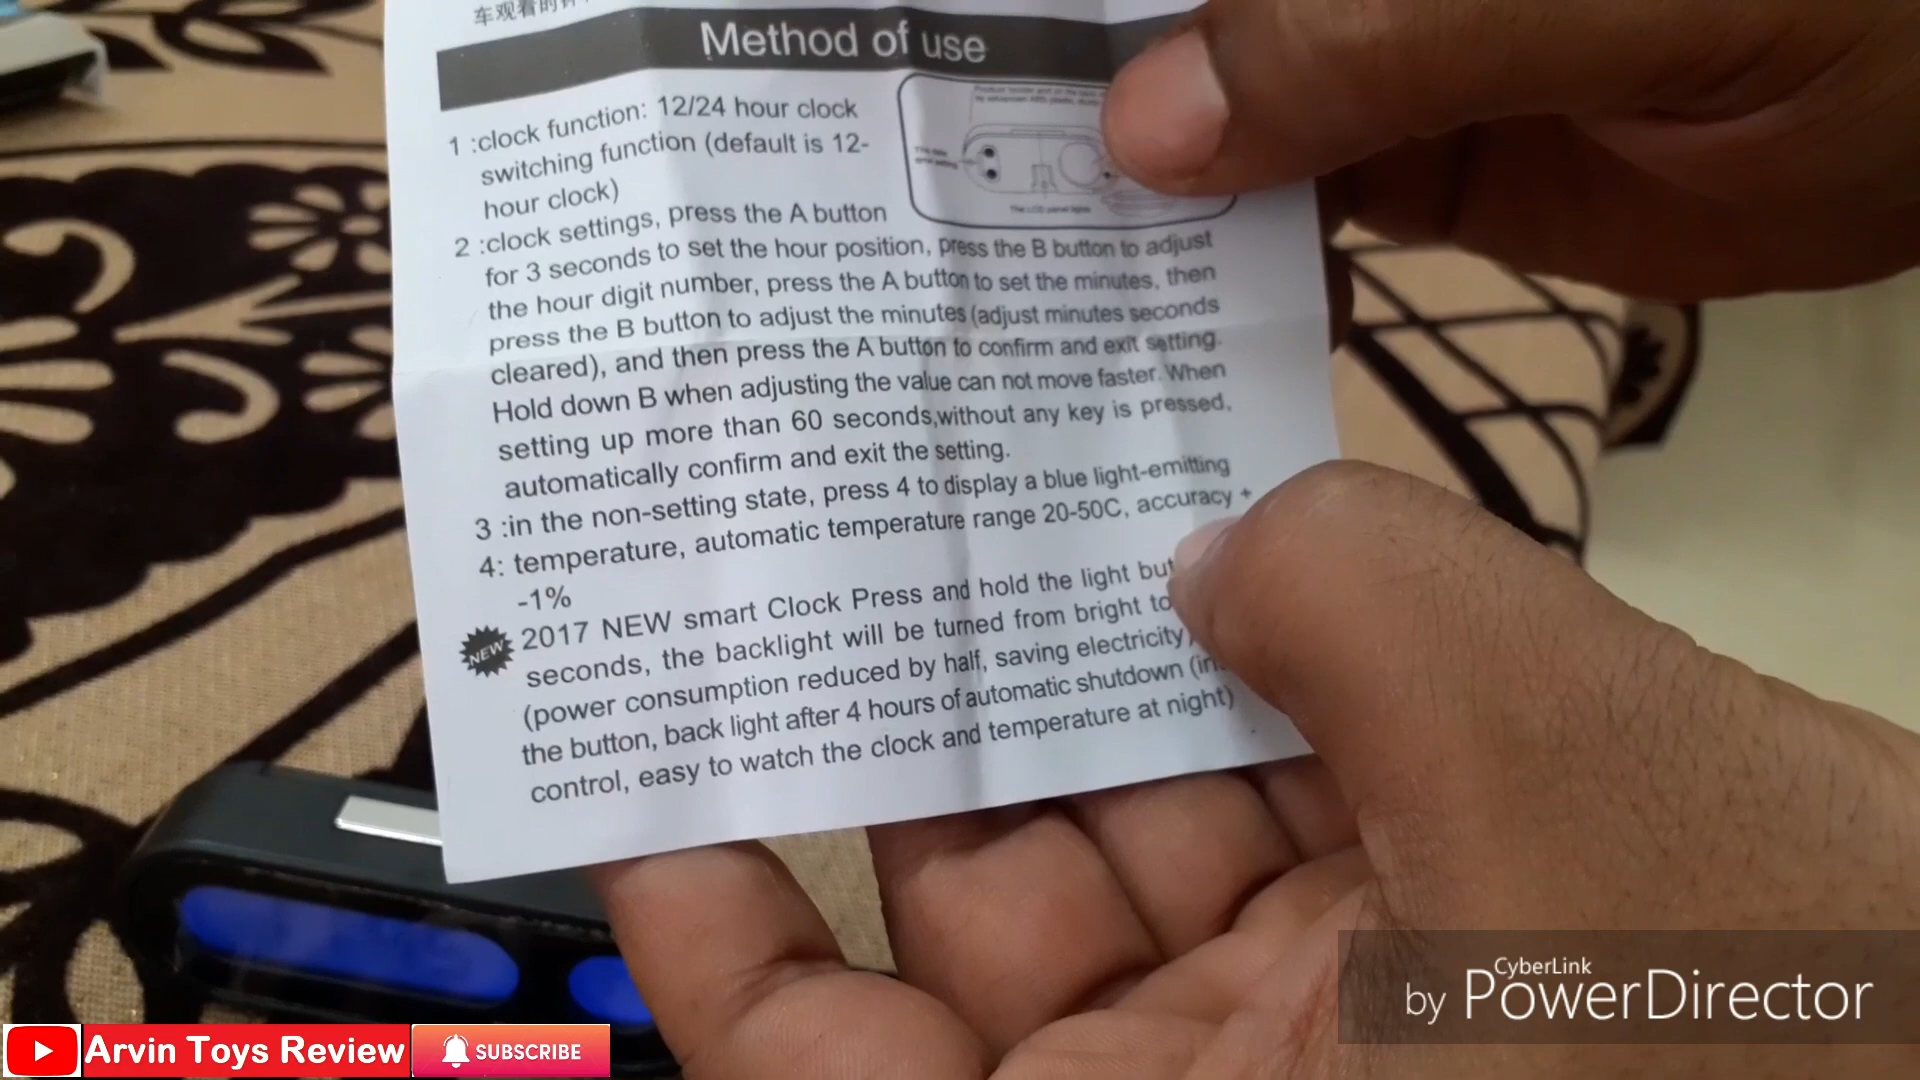 车观看时钟
Method of use
1 :clock function: 12/24 hour clock
switching function (default is 12-
hour clock)
2 :clock settings, press the A button
for 3 seconds to set the hour position, press the B button to adjust
the hour digit number, press the A button to set the minutes, then
press the B button to adjust the minutes (adjust minutes seconds
cleared), and then press the A button to confirm and exit setting.
Hold down B when adjusting the value can not move faster. When
setting up more than 60 seconds,without any key is pressed,
automatically confirm and exit the setting.
3 :in the non-setting state, press 4 to display a blue light-emitting
4: temperature, automatic temperature range 20-50C, accuracy +
-1%
NEW
2017 NEW smart Clock Press and hold the light but
seconds, the backlight will be turned from bright to
(power consumption reduced by half, saving electricity)
the button, back light after 4 hours of automatic shutdown (in
control, easy to watch the clock and temperature at night)
CyberLink
by PowerDirector
Arvin Toys Review
SUBSCRIBE